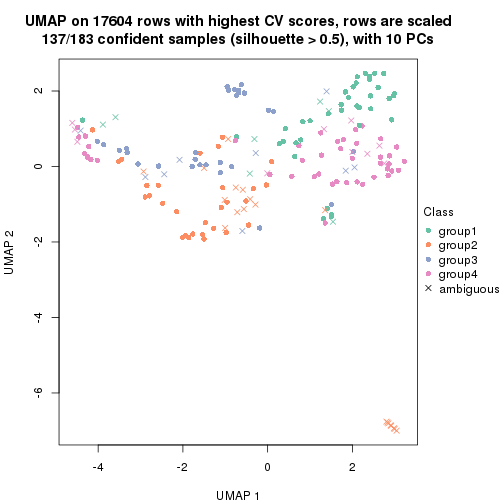 UMAP on 17604 rows with highest CV scores, rows are scaled
137/183 confident samples (silhouette > 0.5), with 10 PCs
2
0
-2
-4
-6
UMAP 2
-4
-2
0
2
UMAP 1
Class
group1
group2
group3
group4
ambiguous